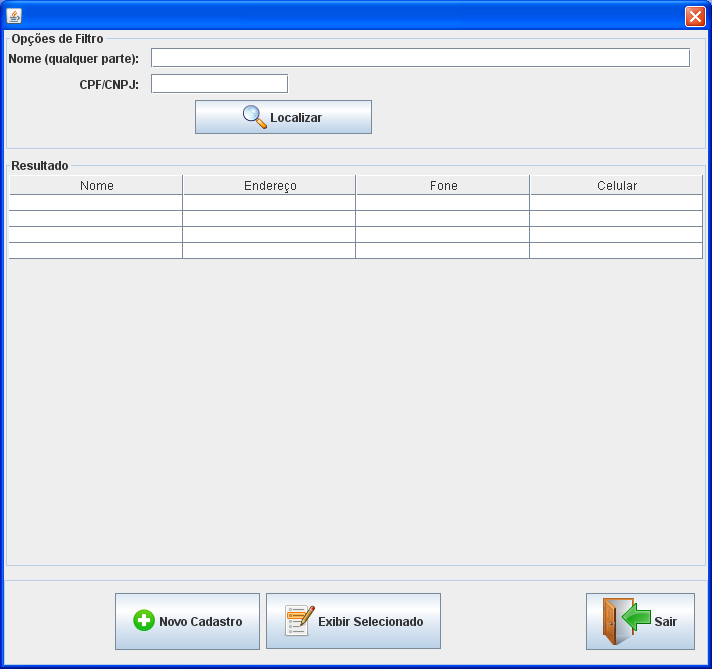 Opções de Filtro
Nome (qualquer parte):
CPF/CNPJ:
Localizar
Resultado
Nome Endereço Fone Celular
Novo Cadastro Exibir Selecionado Sair